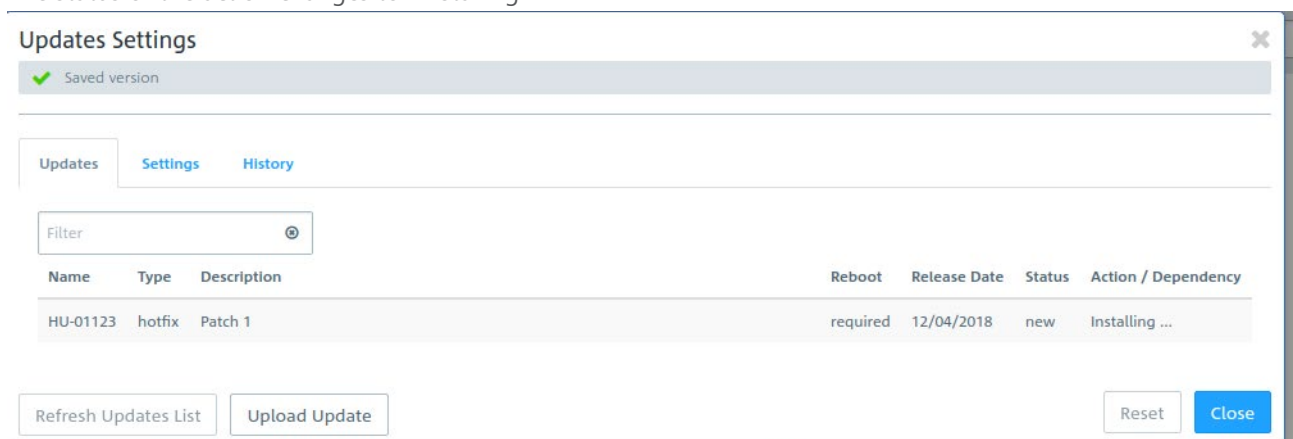 Updates Settings
Saved version
Updates Settings History
Filter
Name Type Description Reboot Release Date Status Action / Dependency
HU-01123 hotfix Patch 1 required 12/04/2018 new Installing ...
Refresh Updates List Upload Update Reset Close